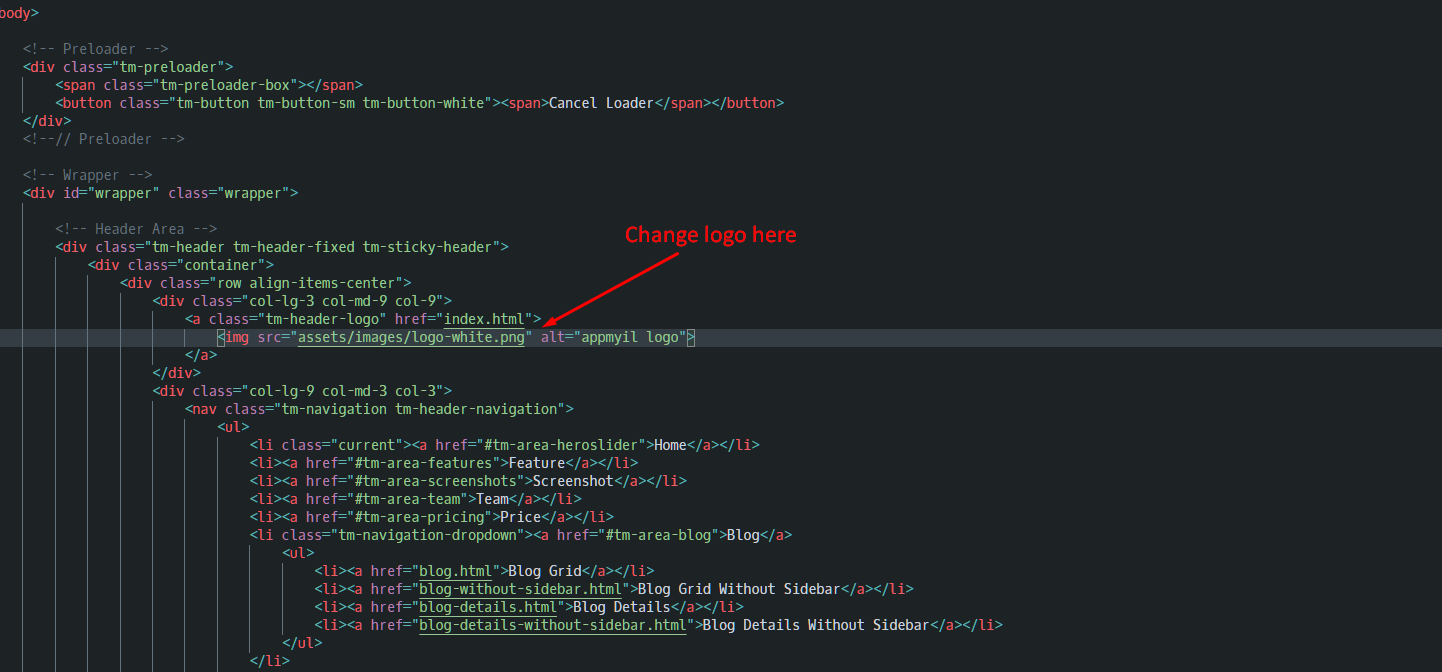 body>
<!-- Preloader -->
<div class="tm-preloader">
<span class="tm-preloader-box"></span>
<button class="tm-button tm-button-sm tm-button-white"><span>Cancel Loader</span></button>
</div>
<!--// Preloader -->
<!-- Wrapper -->
<div id="wrapper" class="wrapper">
<!-- Header Area -->
Change logo here
<div class="tm-header tm-header-fixed tm-sticky-header">
<div class="container">
<div class="row align-items-center">
<div class="col-lg-3 col-md-9 col-9">
<a class="tm-header-logo" href="index.html">
<img src="assets/images/logo-white.png" alt="appmyil logo">
</a>
</div>
<div class="col-lg-9 col-md-3 col-3">
<nav class="tm-navigation tm-header-navigation">
<ul>
<li class="current"><a href="#tm-area-heroslider">Home</a></li>
<li><a href="#tm-area-features">Feature</a></li>
<li><a href="#tm-area-screenshots">Screenshot</a></li>
<li><a href="#tm-area-team">Team</a></li>
<li><a href="#tm-area-pricing">Price</a></li>
<li class="tm-navigation-dropdown"><a href="#tm-area-blog">Blog</a>
<ul>
<li><a href="blog.html">Blog Grid</a></li>
<li><a href="blog-without-sidebar.html">Blog Grid Without Sidebar</a></li>
<li><a href="blog-details.html">Blog Details</a></li>
<li><a href="blog-details-without-sidebar.html">Blog Details Without Sidebar</a></li>
</ul>
</li>